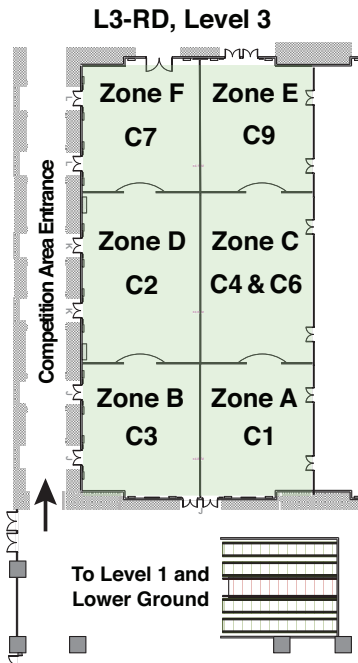 L3-RD, Level 3
Zone F
C7
Zone E
C9
Competition Area Entrance
Zone D
C2
Zone C
C4 & C6
Zone B
C3
Zone A
C1
To Level 1 and
Lower Ground